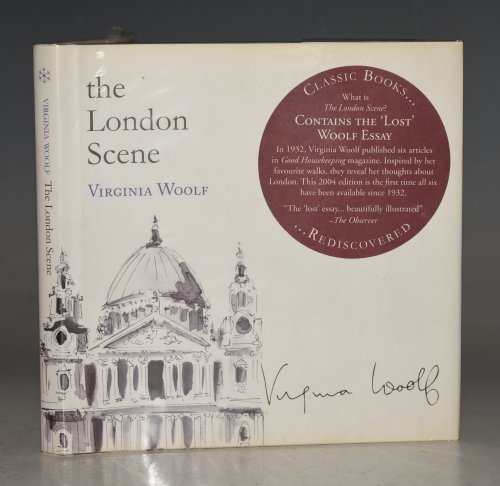 VIRGINIA WOOLF The London Scene
the
London
Scene
VIRGINIA WOOLF
CLASSIC BOOKS...
What is
The London Scene?
CONTAINS THE 'LOST'
WOOLF ESSAY
In 1932, Virginia Woolf published six articles
in Good Housekeeping magazine. Inspired by her
favourite walks, they reveal her thoughts about
London. This 2004 edition is the first time all six
have been available since 1932.
"The 'lost' essay... beautifully illustrated"
–The Observer
...REDISCOVERED
Virginia Woolf